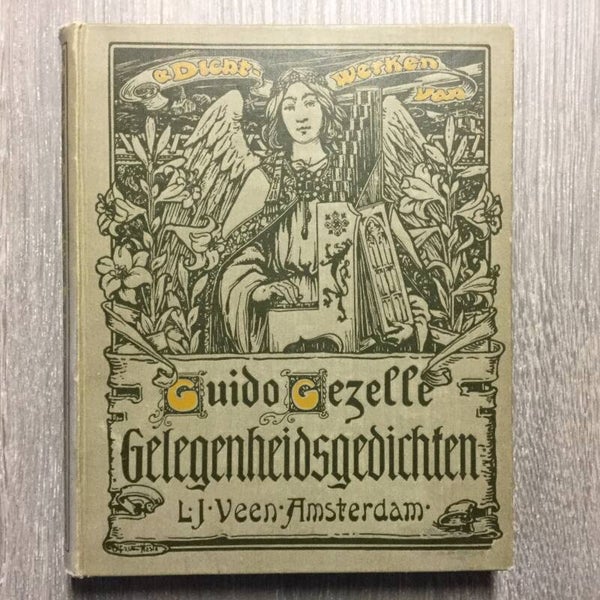 Dicht-Werken van
Guido Gezelle
Gelegenheidsgedichten
L·J·Veen·Amsterdam·